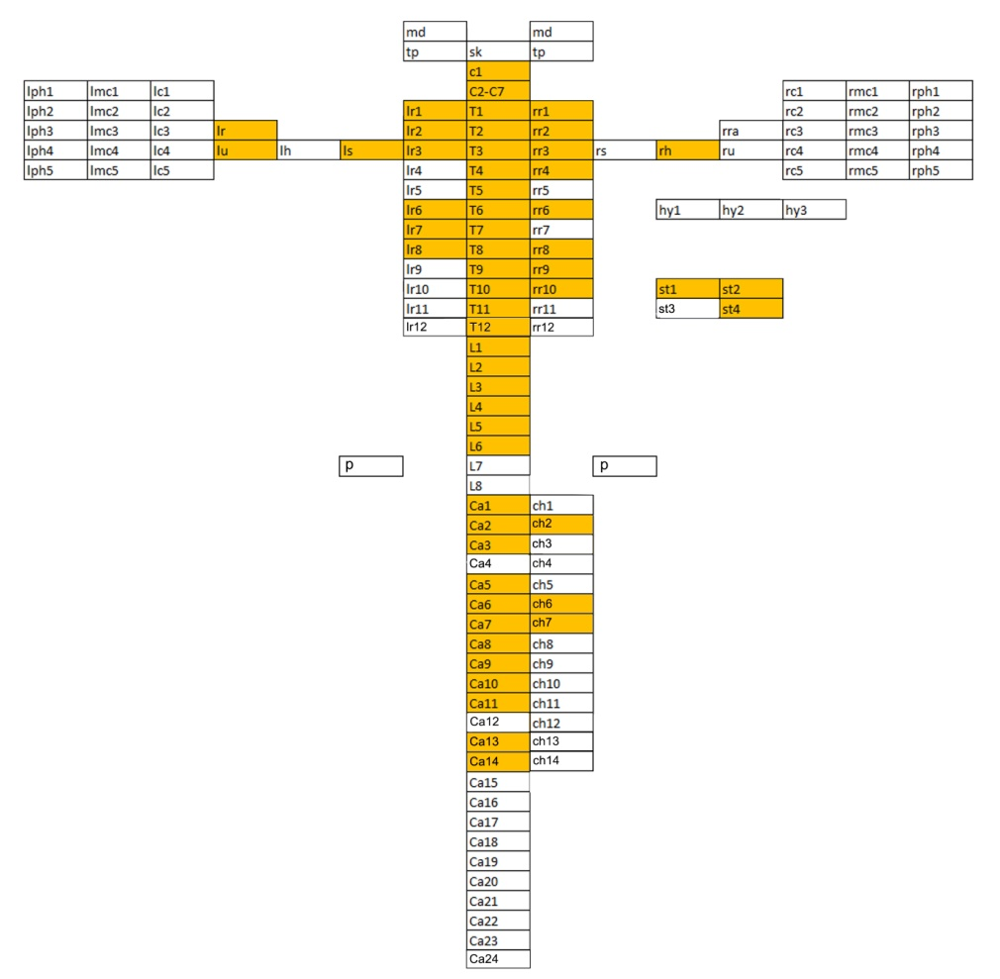 md md
tp sk tp
c1
lph1 lmc1 lc1 C2-C7 rc1 rmc1 rph1
lph2 lmc2 lc2 lr1 T1 rr1 rc2 rmc2 rph2
lph3 lmc3 lc3 lr lr2 T2 rr2 rra rc3 rmc3 rph3
lph4 lmc4 lc4 lu lh ls lr3 T3 rr3 rs rh ru rc4 rmc4 rph4
lph5 lmc5 lc5 lr4 T4 rr4 rc5 rmc5 rph5
lr5 T5 rr5
lr6 T6 rr6 hy1 hy2 hy3
lr7 T7 rr7
lr8 T8 rr8
lr9 T9 rr9
lr10 T10 rr10 st1 st2
lr11 T11 rr11 st3 st4
lr12 T12 rr12
L1
L2
L3
L4
L5
L6
p L7 p
L8
Ca1 ch1
Ca2 ch2
Ca3 ch3
Ca4 ch4
Ca5 ch5
Ca6 ch6
Ca7 ch7
Ca8 ch8
Ca9 ch9
Ca10 ch10
Ca11 ch11
Ca12 ch12
Ca13 ch13
Ca14 ch14
Ca15
Ca16
Ca17
Ca18
Ca19
Ca20
Ca21
Ca22
Ca23
Ca24